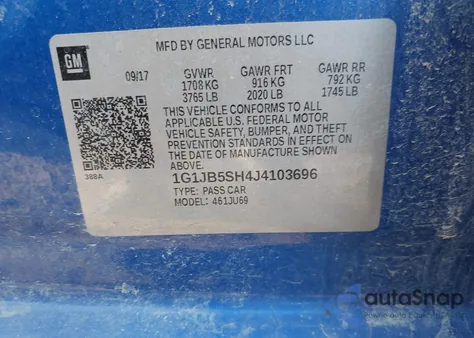 GM
MFD BY GENERAL MOTORS LLC
09/17 GVWR GAWR FRT GAWR RR
1708 KG 916 KG 792 KG
3765 LB 2020 LB 1745 LB
THIS VEHICLE CONFORMS TO ALL
APPLICABLE U.S. FEDERAL MOTOR
VEHICLE SAFETY, BUMPER, AND THEFT
PREVENTION STANDARDS IN EFFECT
ON THE DATE OF MANUFACTURE SHOWN
ABOVE.
388A
1G1JB5SH4J4103696
TYPE: PASS CAR
MODEL: 461JU69
autoSnap